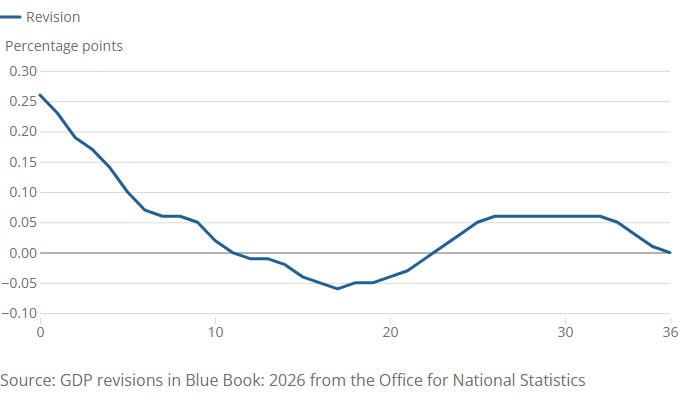 Revision
Percentage points
0.30
0.25
0.20
0.15
0.10
0.05
0.00
−0.05
−0.10
0 10 20 30 36
Source: GDP revisions in Blue Book: 2026 from the Office for National Statistics